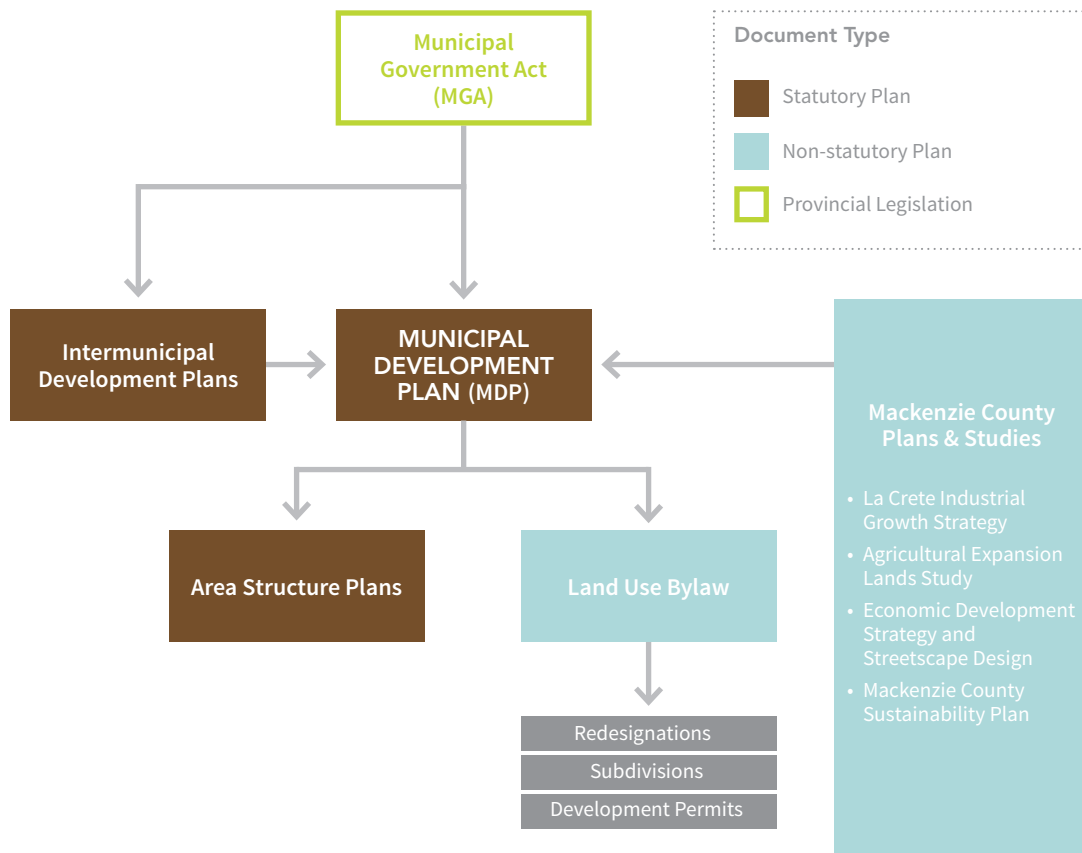 Municipal
Government Act
(MGA)
Document Type
Statutory Plan
Non-statutory Plan
Provincial Legislation
Intermunicipal
Development Plans
MUNICIPAL
DEVELOPMENT
PLAN (MDP)
Mackenzie County
Plans & Studies
• La Crete Industrial
Growth Strategy
• Agricultural Expansion
Lands Study
• Economic Development
Strategy and
Streetscape Design
• Mackenzie County
Sustainability Plan
Area Structure Plans
Land Use Bylaw
Redesignations
Subdivisions
Development Permits